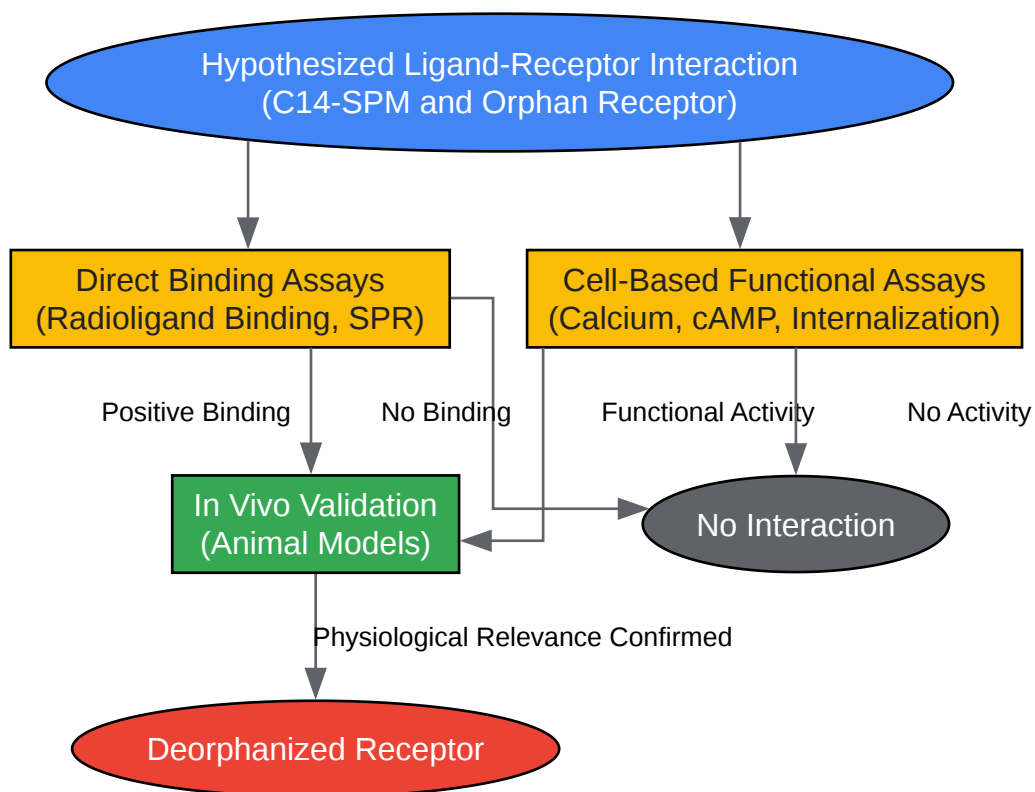 Hypothesized Ligand-Receptor Interaction
(C14-SPM and Orphan Receptor)
Direct Binding Assays
(Radioligand Binding, SPR)
Cell-Based Functional Assays
(Calcium, cAMP, Internalization)
Positive Binding
No Binding
Functional Activity
No Activity
In Vivo Validation
(Animal Models)
No Interaction
Physiological Relevance Confirmed
Deorphanized Receptor